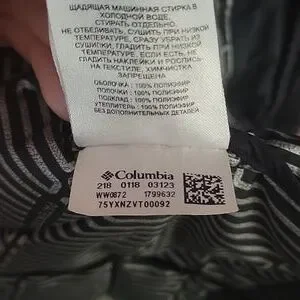 ЩАДЯЩАЯ МАШИННАЯ СТИРКА В
ХОЛОДНОЙ ВОДЕ,
СТИРАТЬ ОТДЕЛЬНО,
НЕ ОТБЕЛИВАТЬ, СУШИТЬ ПРИ НИЗКОЙ
ТЕМПЕРАТУРЕ, СРАЗУ УБРАТЬ ИЗ
СУШИЛКИ, ГЛАДИТЬ ПРИ НИЗКОЙ
ТЕМПЕРАТУРЕ, ЕСЛИ ЕСТЬ, НЕ
ГЛАДИТЬ НАКЛЕЙКИ И РОСПИСЬ
НА ТЕКСТИЛЕ, ХИМЧИСТКА
ЗАПРЕЩЕНА
ОБОЛОЧКА : 100% ПОЛИЭФИР
ПОЛОЧКИ : 100% ПОЛИЭФИР
ПОДКЛАД : 100% ПОЛИЭФИР
УТЕПЛИТЕЛЬ : 100% ПОЛИЭФИР
БЕЗ ДОПОЛНИТЕЛЬНЫХ ДЕТАЛЕЙ
Columbia
218 0118 03123
WW0872 1799632
75YXNZVT00092